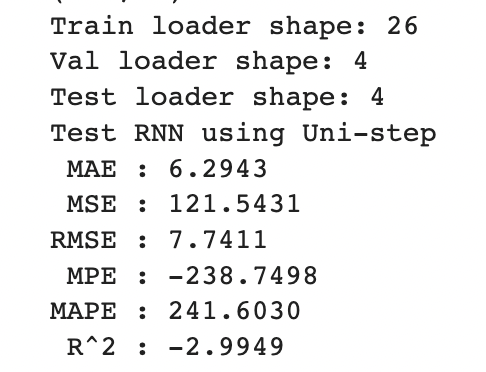 Train loader shape: 26
Val loader shape: 4
Test loader shape: 4
Test RNN using Uni-step
MAE : 6.2943
MSE : 121.5431
RMSE : 7.7411
MPE : -238.7498
MAPE : 241.6030
R^2 : -2.9949